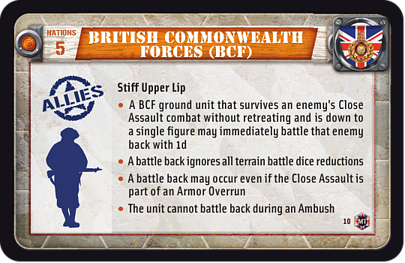 NATIONS
5
BRITISH COMMONWEALTH
FORCES (BCF)
ALLIES
Stiff Upper Lip
• A BCF ground unit that survives an enemy's Close
Assault combat without retreating and is down to
a single figure may immediately battle that enemy
back with 1d
• A battle back ignores all terrain battle dice reductions
• A battle back may occur even if the Close Assault is
part of an Armor Overrun
• The unit cannot battle back during an Ambush
10